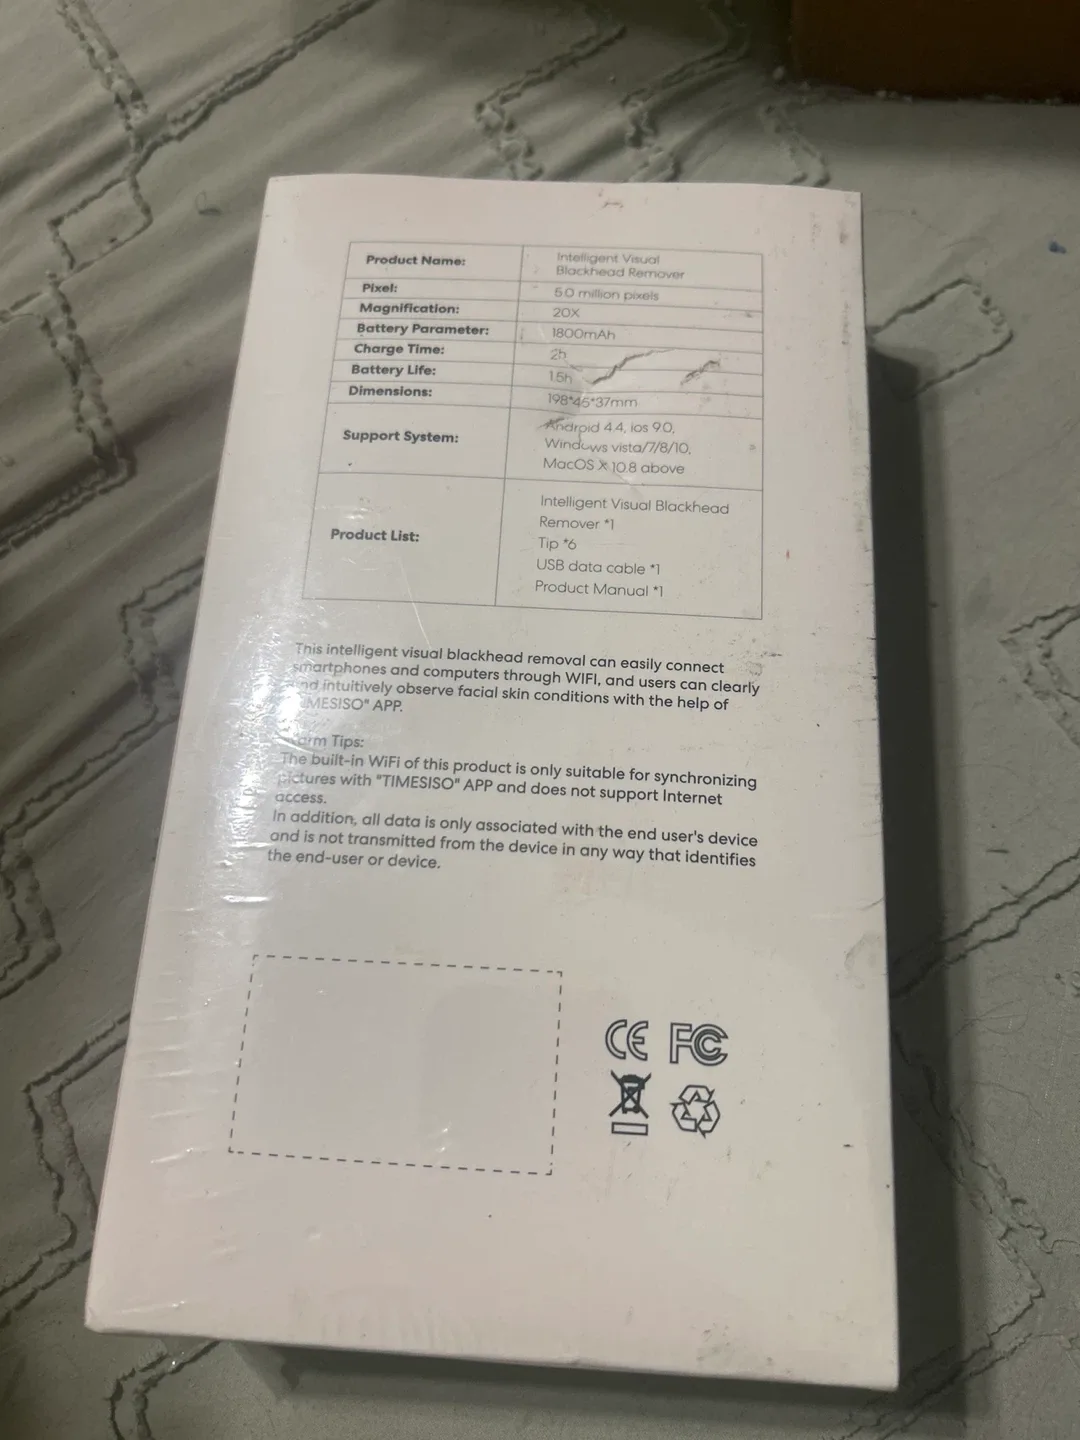 Product Name: Intelligent Visual
Blackhead Remover
Pixel: 5.0 million pixels
Magnification: 20X
Battery Parameter: 1800mAh
Charge Time: 2h
Battery Life: 1.5h
Dimensions: 198*45*37mm
Support System: Android 4.4, ios 9.0,
Windows vista/7/8/10,
MacOS X 10.8 above
Product List: Intelligent Visual Blackhead
Remover *1
Tip *6
USB data cable *1
Product Manual *1
This intelligent visual blackhead removal can easily connect
smartphones and computers through WIFI, and users can clearly
and intuitively observe facial skin conditions with the help of
"TIMESISO" APP.
Warm Tips:
The built-in WiFi of this product is only suitable for synchronizing
pictures with "TIMESISO" APP and does not support Internet
access.
In addition, all data is only associated with the end user's device
and is not transmitted from the device in any way that identifies
the end-user or device.
CE FC